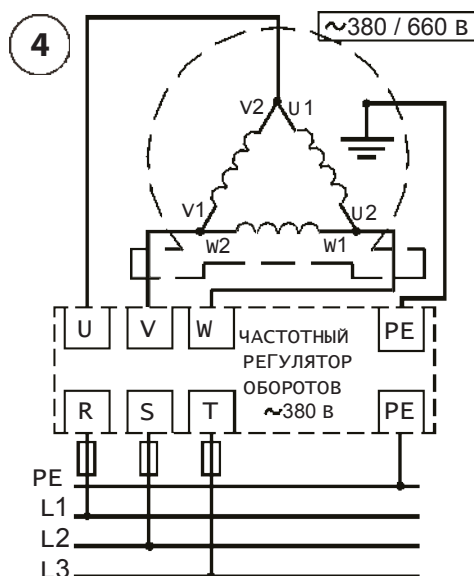 4
~380 / 660 В
V2 U1
V1 U2
W2 W1
U V W PE
ЧАСТОТНЫЙ
РЕГУЛЯТОР
ОБОРОТОВ
~380 В
R S T PE
PE
L1
L2
L3